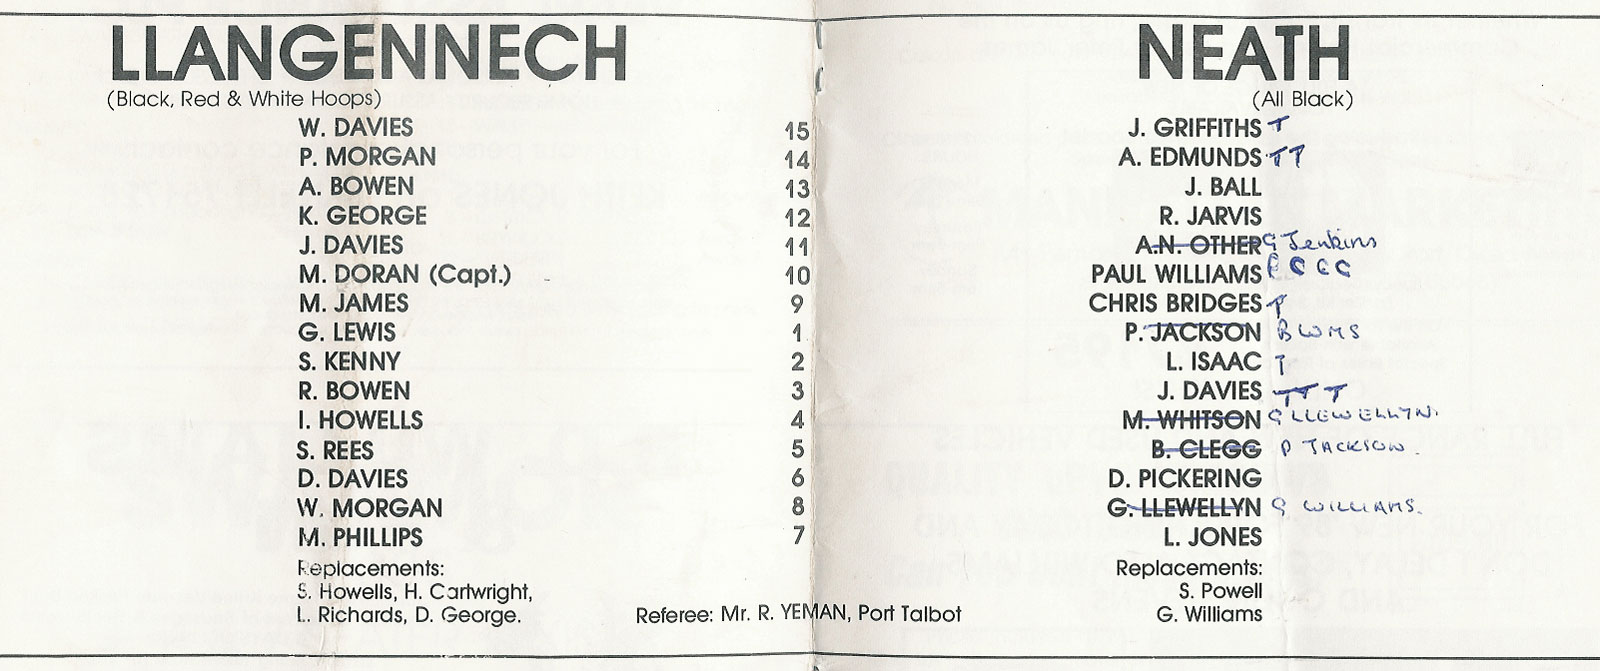 LLANGENNECH NEATH
(Black, Red & White Hoops) (All Black)
W. DAVIES 15 J. GRIFFITHS T
P. MORGAN 14 A. EDMUNDS TT
A. BOWEN 13 J. BALL
K. GEORGE 12 R. JARVIS
J. DAVIES 11 A.N. OTHER G Jenkins
M. DORAN (Capt.) 10 PAUL WILLIAMS C C C
M. JAMES 9 CHRIS BRIDGES T
G. LEWIS 1 P. JACKSON B WMS
S. KENNY 2 L. ISAAC T
R. BOWEN 3 J. DAVIES TT T
I. HOWELLS 4 M. WHITSON G LLEWELLYN.
S. REES 5 B. CLEGG P JACKSON.
D. DAVIES 6 D. PICKERING
W. MORGAN 8 G. LLEWELLYN G WILLIAMS.
M. PHILLIPS 7 L. JONES
Replacements: Replacements:
S. Howells, H. Cartwright, S. Powell
L. Richards, D. George. Referee: Mr. R. YEMAN, Port Talbot G. Williams